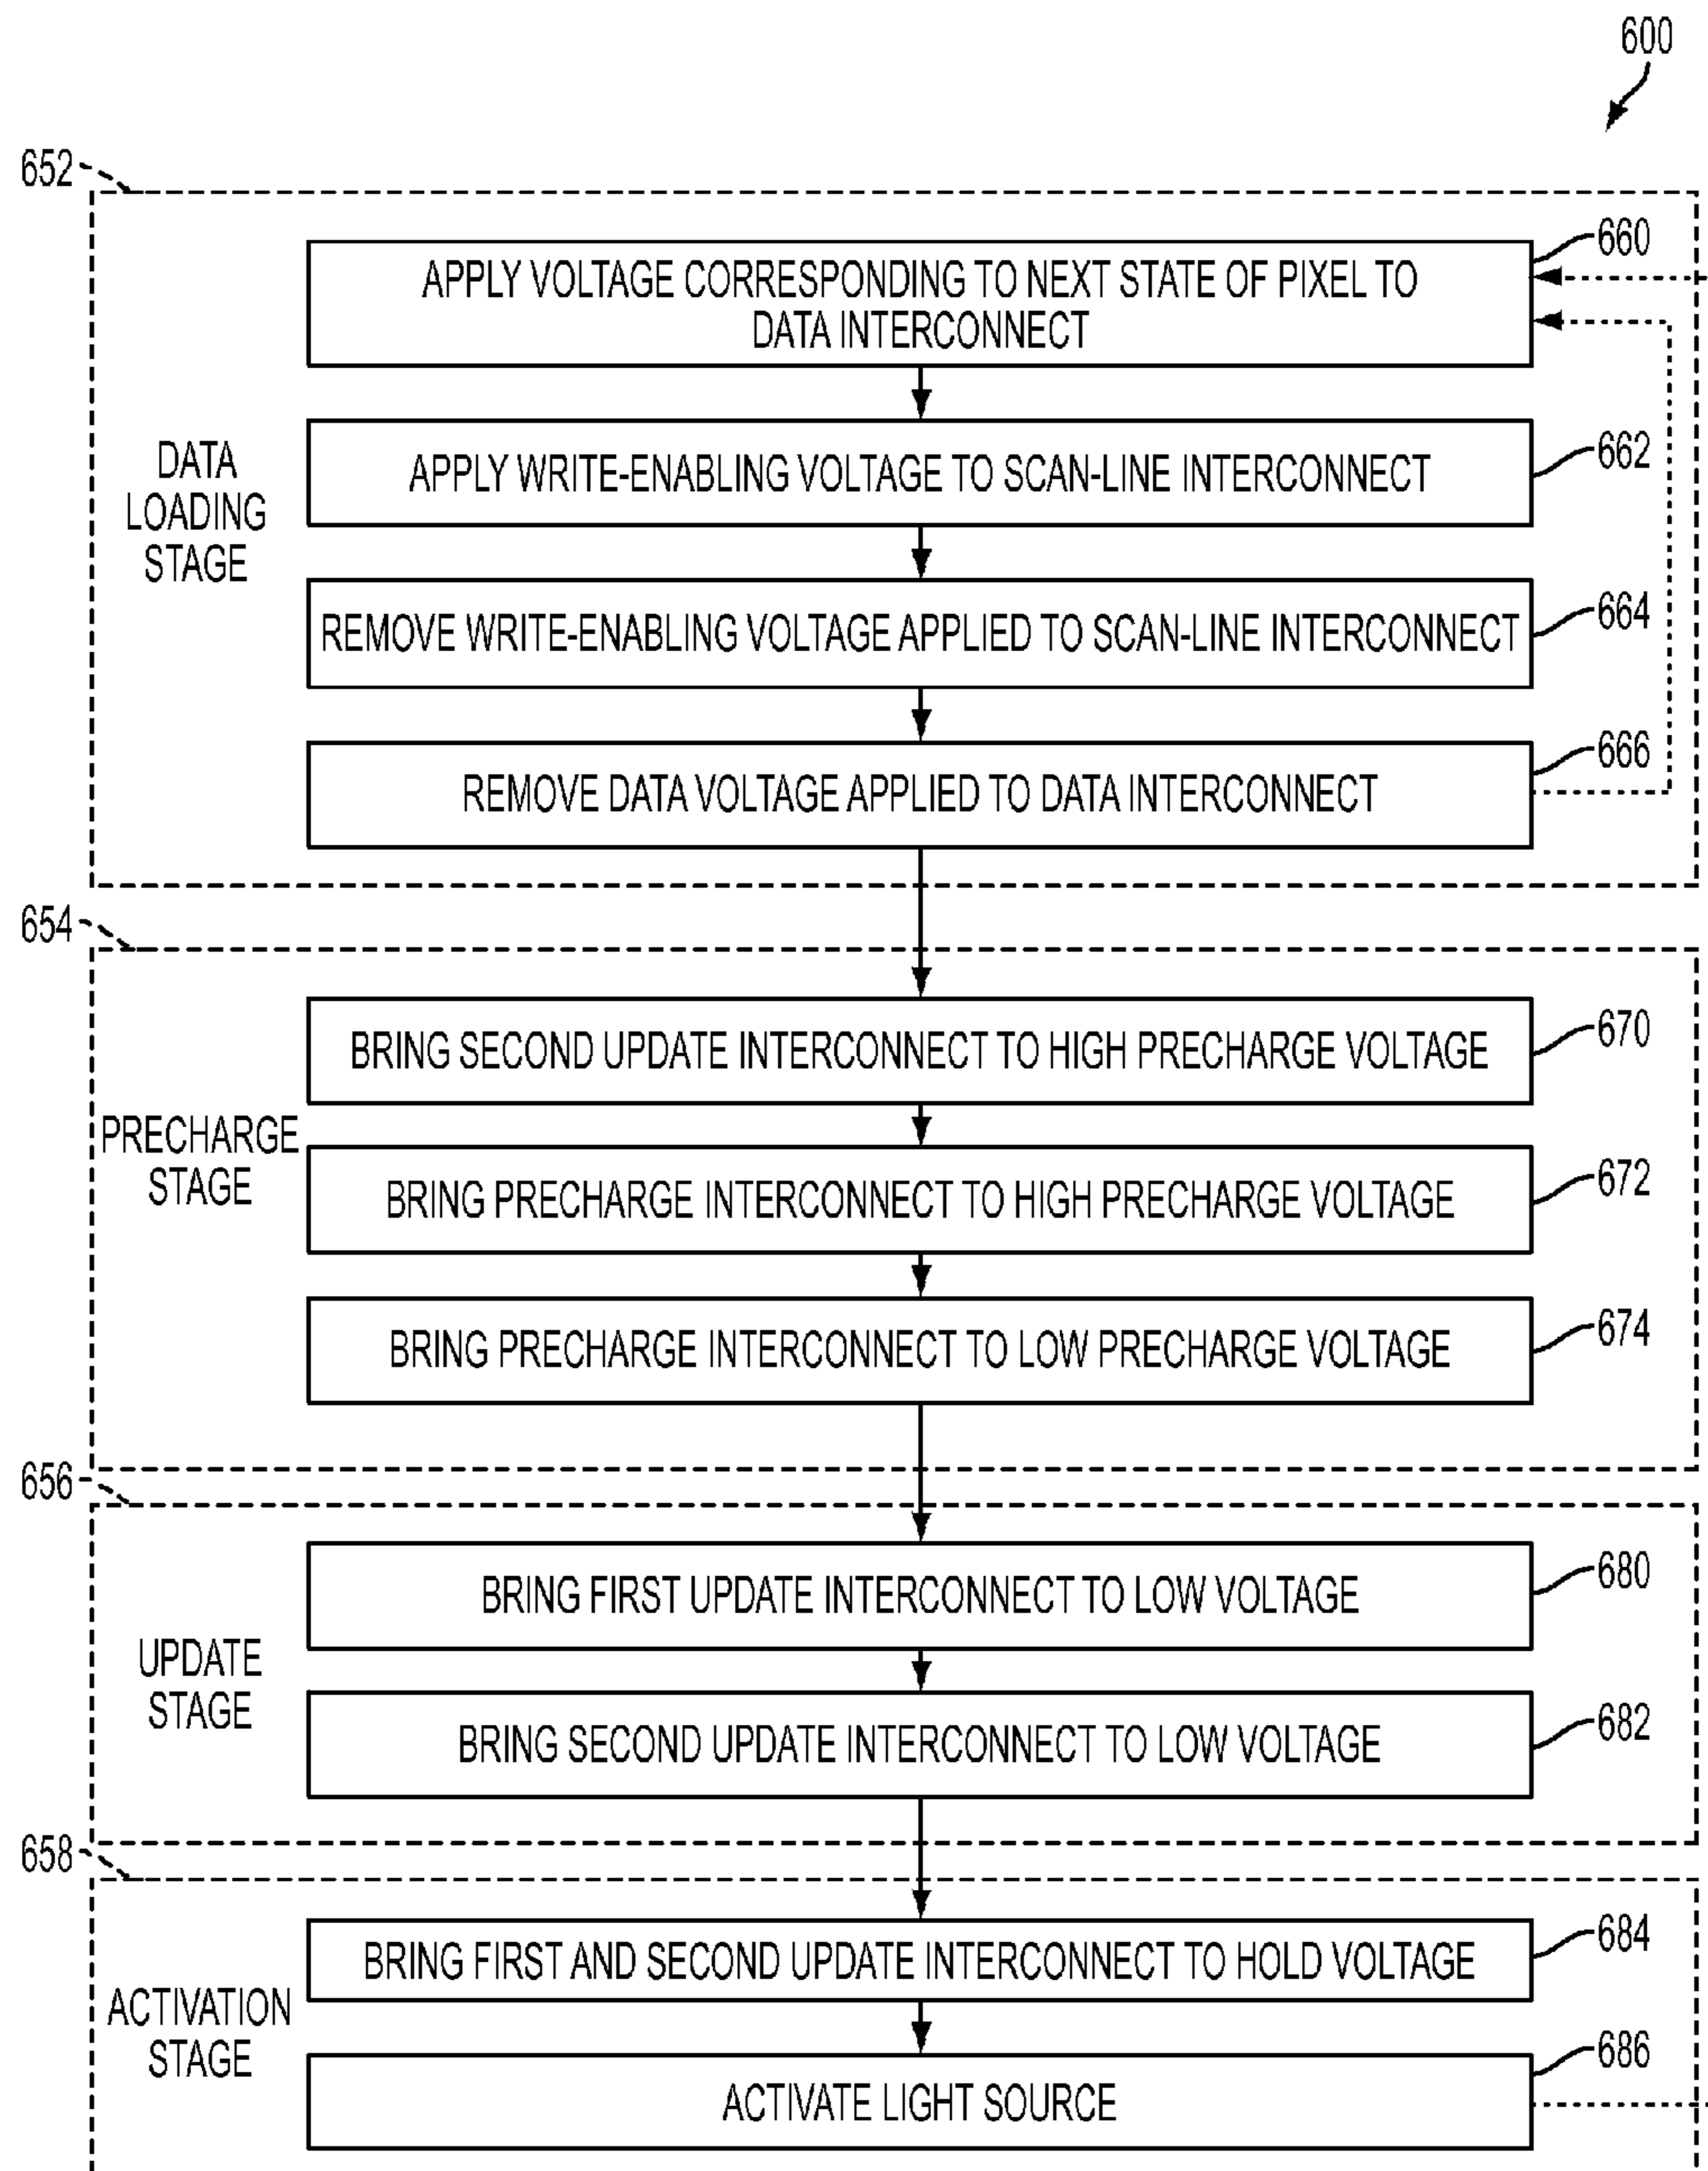 600
652
660
APPLY VOLTAGE CORRESPONDING TO NEXT STATE OF PIXEL TO
DATA INTERCONNECT
662
APPLY WRITE-ENABLING VOLTAGE TO SCAN-LINE INTERCONNECT
DATA
LOADING
STAGE
664
REMOVE WRITE-ENABLING VOLTAGE APPLIED TO SCAN-LINE INTERCONNECT
666
REMOVE DATA VOLTAGE APPLIED TO DATA INTERCONNECT
654
670
BRING SECOND UPDATE INTERCONNECT TO HIGH PRECHARGE VOLTAGE
PRECHARGE
STAGE
672
BRING PRECHARGE INTERCONNECT TO HIGH PRECHARGE VOLTAGE
674
BRING PRECHARGE INTERCONNECT TO LOW PRECHARGE VOLTAGE
656
680
BRING FIRST UPDATE INTERCONNECT TO LOW VOLTAGE
UPDATE
STAGE
682
BRING SECOND UPDATE INTERCONNECT TO LOW VOLTAGE
658
684
BRING FIRST AND SECOND UPDATE INTERCONNECT TO HOLD VOLTAGE
ACTIVATION
STAGE
686
ACTIVATE LIGHT SOURCE